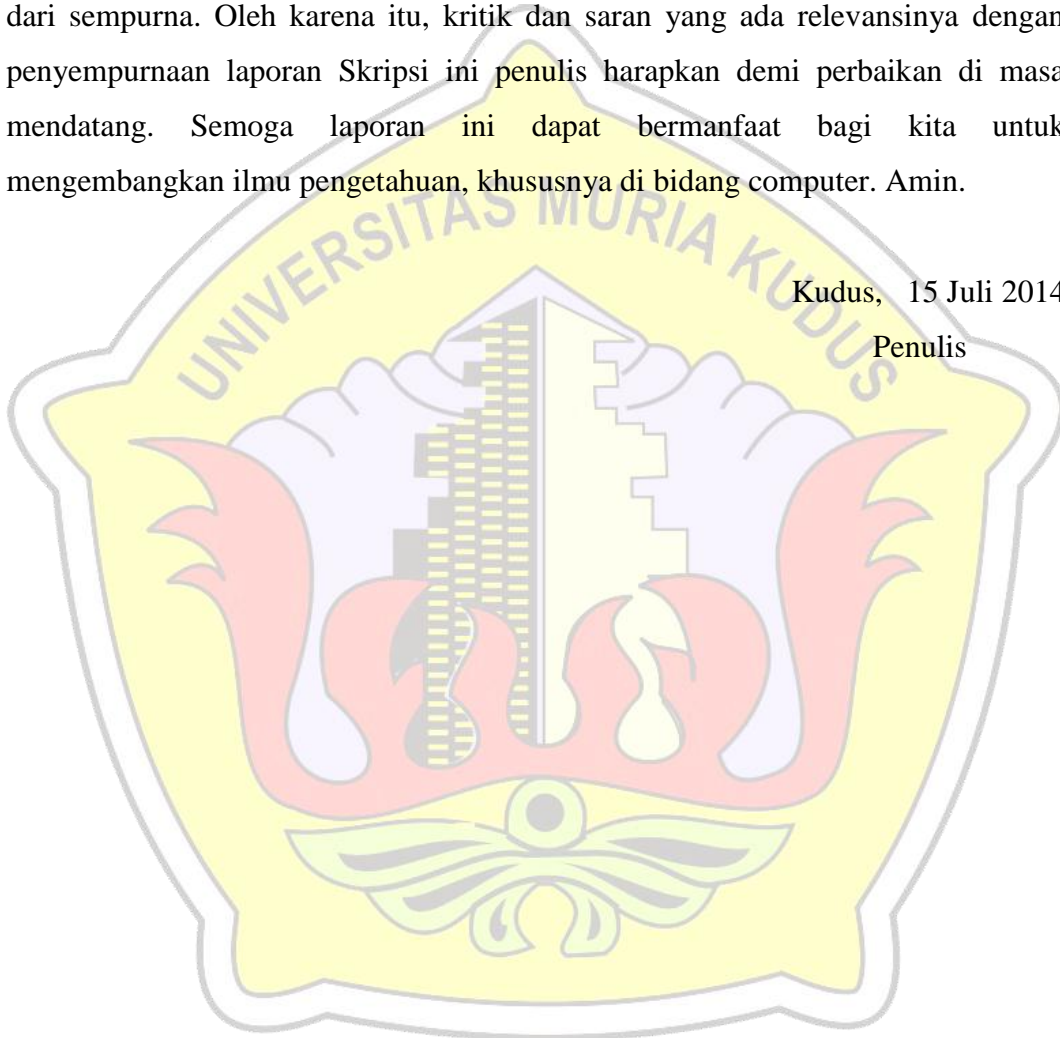 dari sempurna. Oleh karena itu, kritik dan saran yang ada relevansinya dengan
penyempurnaan laporan Skripsi ini penulis harapkan demi perbaikan di masa
mendatang. Semoga laporan ini dapat bermanfaat bagi kita untuk
mengembangkan ilmu pengetahuan, khususnya di bidang computer. Amin.
UNIVERSITAS MURIA KUDUS
Kudus, 15 Juli 2014
Penulis